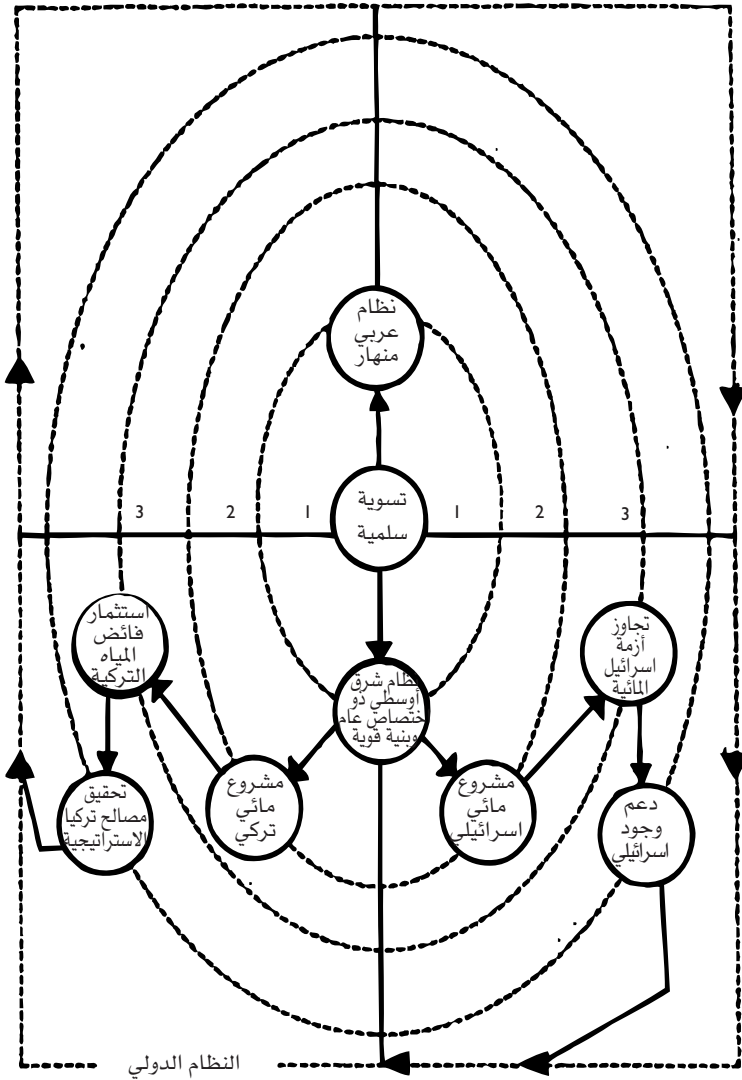 نظام
عربي
منهار
تسوية
سلمية
3 2 1 1 2 3
استثمار
فائض
المياه
التركية
تجاوز
أزمة
اسرائيل
المائية
نظام شرق
أوسطي ذو
ختصاص عام
وبنية قوية
مشروع
مائي
تركي
مشروع
مائي
اسرائيلي
تحقيق
مصالح تركيا
الاستراتيجية
دعم
وجود
اسرائيلي
النظام الدولي